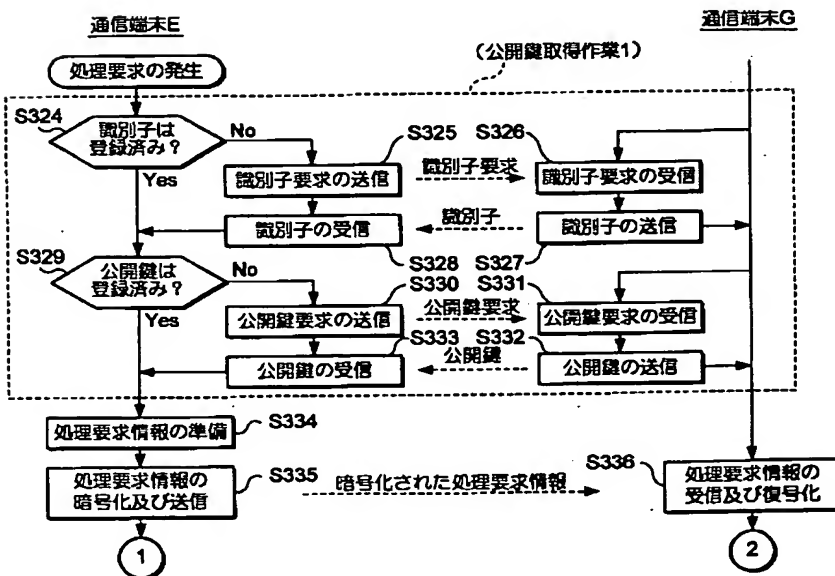 通信端末E
通信端末G
(公開鍵取得作業1)
処理要求の発生
S324
識別子は
登録済み?
No
Yes
S325
S326
識別子要求の送信
識別子要求
識別子要求の受信
識別子の受信
識別子
識別子の送信
S328
S327
S329
公開鍵は
登録済み?
No
Yes
S330
S331
公開鍵要求の送信
公開鍵要求
公開鍵要求の受信
S333
S332
公開鍵の受信
公開鍵
公開鍵の送信
処理要求情報の準備
S334
処理要求情報の
暗号化及び送信
S335
暗号化された処理要求情報
S336
処理要求情報の
受信及び復号化
1
2